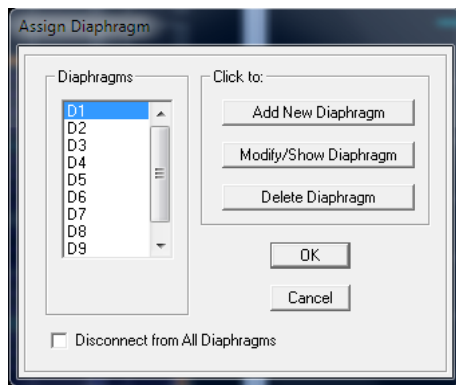 Assign Diaphragm
Diaphragms
D1
D2
D3
D4
D5
D6
D7
D8
D9
Click to:
Add New Diaphragm
Modify/Show Diaphragm
Delete Diaphragm
OK
Cancel
Disconnect from All Diaphragms